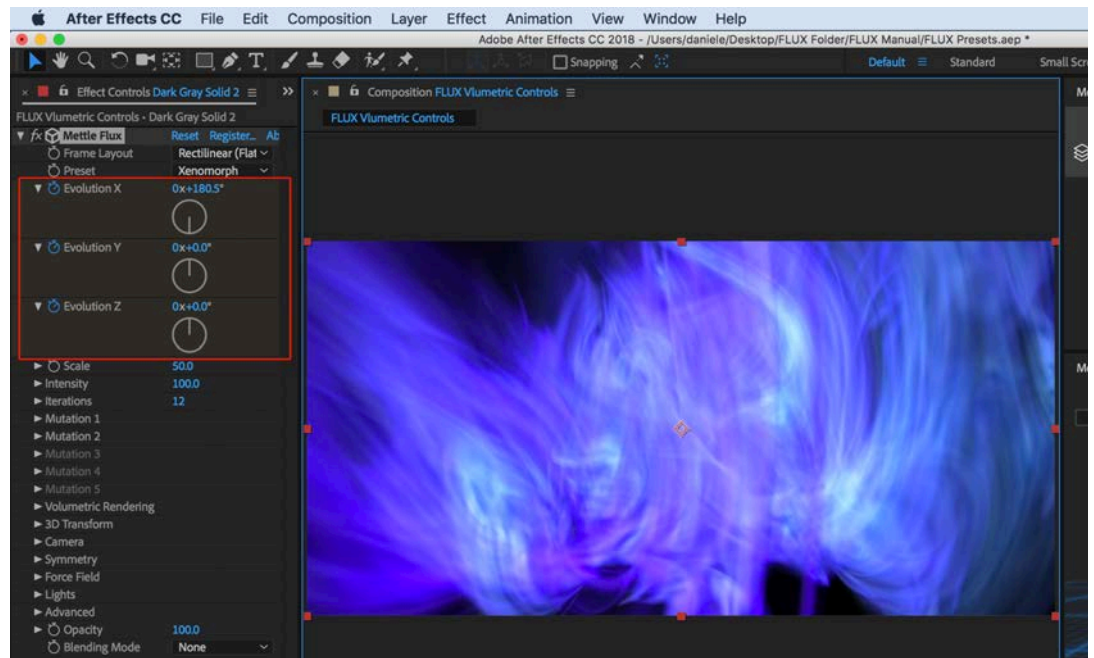 After Effects CC File Edit Composition Layer Effect Animation View Window Help
Adobe After Effects CC 2018 - /Users/daniele/Desktop/FLUX Folder/FLUX Manual/FLUX Presets.aep *
T Snapping Default Standard Small Scr
Effect Controls Dark Gray Solid 2 Composition FLUX Vlumetric Controls
FLUX Vlumetric Controls • Dark Gray Solid 2 FLUX Vlumetric Controls
fx Mettle Flux Reset Register... Ab
Frame Layout Rectilinear (Flat
Preset Xenomorph
Evolution X 0x+180.5°
Evolution Y 0x+0.0°
Evolution Z 0x+0.0°
Scale 50.0
Intensity 100.0
Iterations 12
Mutation 1
Mutation 2
Mutation 3
Mutation 4
Mutation 5
Volumetric Rendering
3D Transform
Camera
Symmetry
Force Field
Lights
Advanced
Opacity 100.0
Blending Mode None